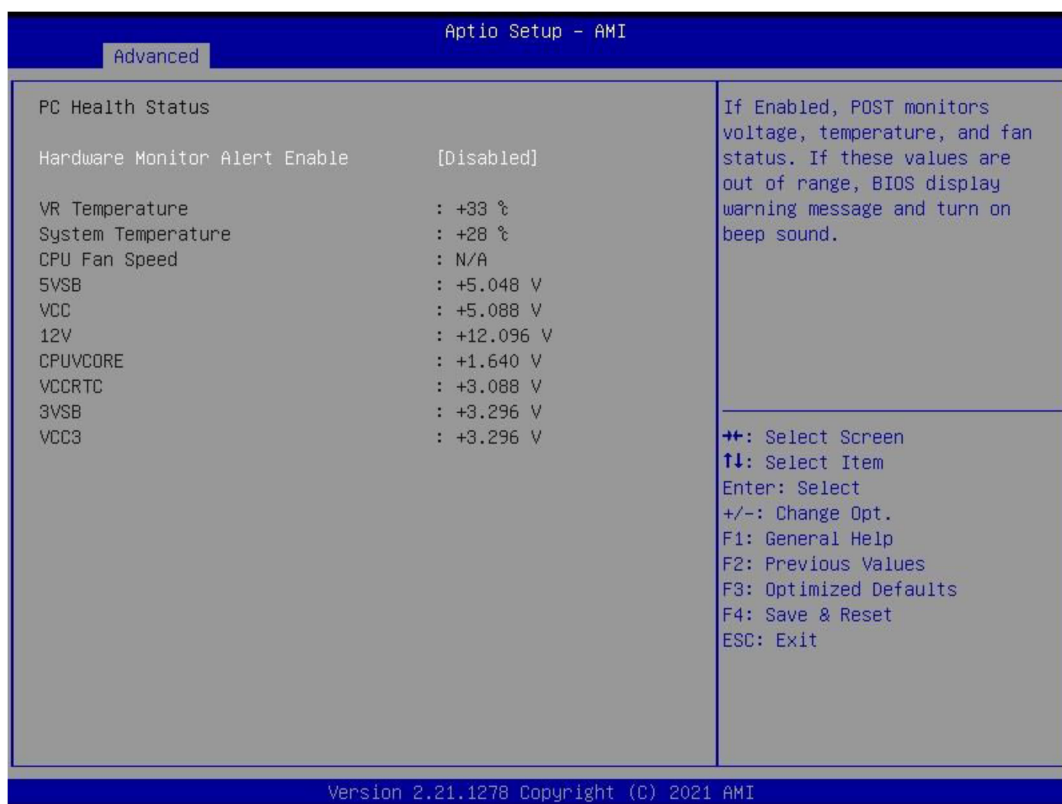 Aptio Setup – AMI
Advanced
PC Health Status
Hardware Monitor Alert Enable [Disabled]
VR Temperature : +33 ℃
System Temperature : +28 ℃
CPU Fan Speed : N/A
5VSB : +5.048 V
VCC : +5.088 V
12V : +12.096 V
CPUVCORE : +1.640 V
VCCRTC : +3.088 V
3VSB : +3.296 V
VCC3 : +3.296 V
If Enabled, POST monitors
voltage, temperature, and fan
status. If these values are
out of range, BIOS display
warning message and turn on
beep sound.
→←: Select Screen
↑↓: Select Item
Enter: Select
+/-: Change Opt.
F1: General Help
F2: Previous Values
F3: Optimized Defaults
F4: Save & Reset
ESC: Exit
Version 2.21.1278 Copyright (C) 2021 AMI